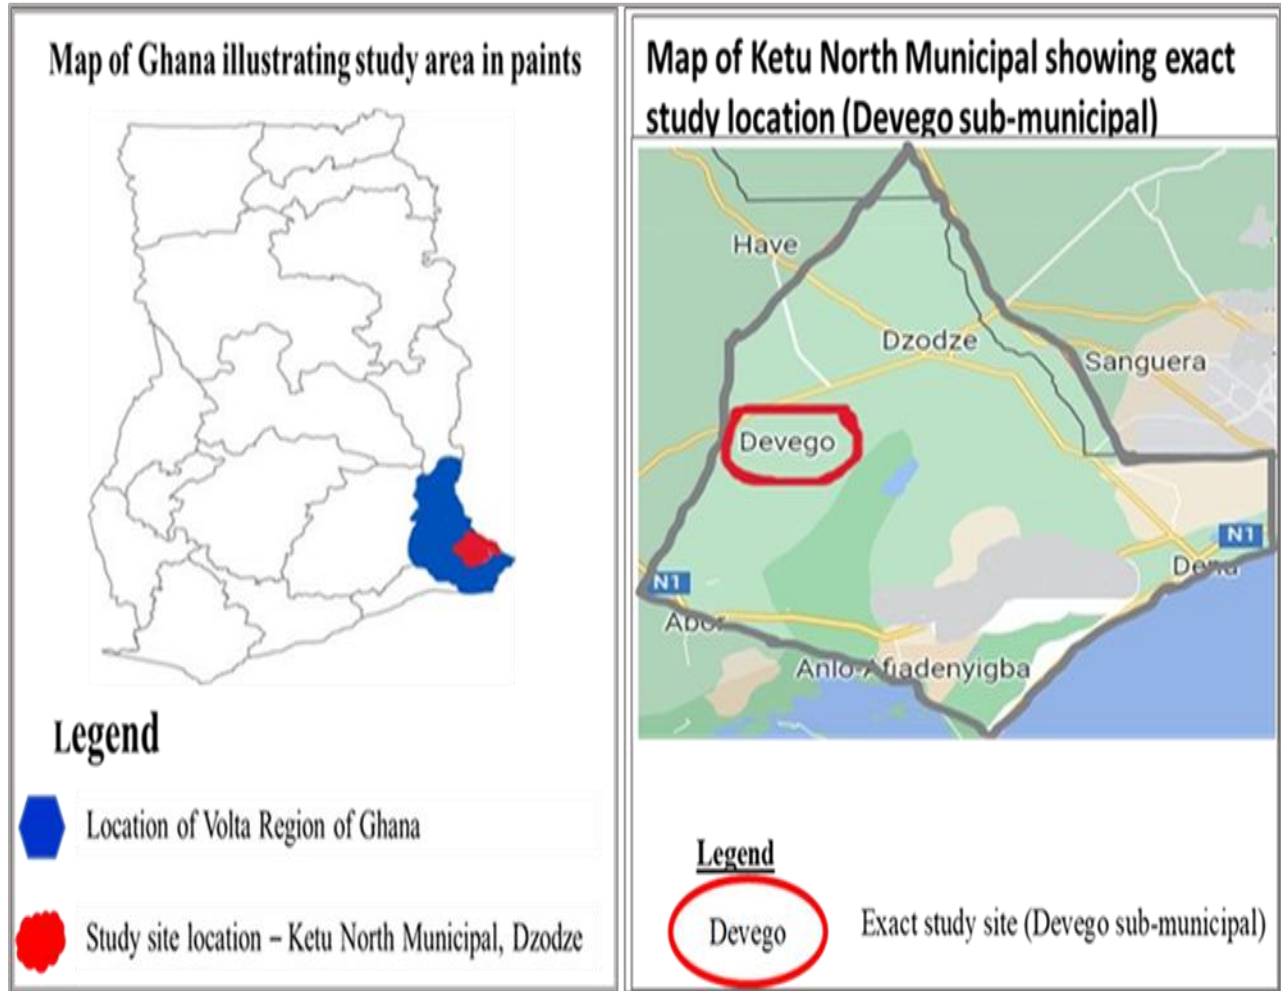 Map of Ghana illustrating study area in paints
Legend
Location of Volta Region of Ghana
Study site location – Ketu North Municipal, Dzodze
Map of Ketu North Municipal showing exact
study location (Devego sub-municipal)
Have
Dzodze
Sanguera
Devego
N1
N1
Denu
Abor
Anlo-Afiadenyigba
Legend
Devego
Exact study site (Devego sub-municipal)